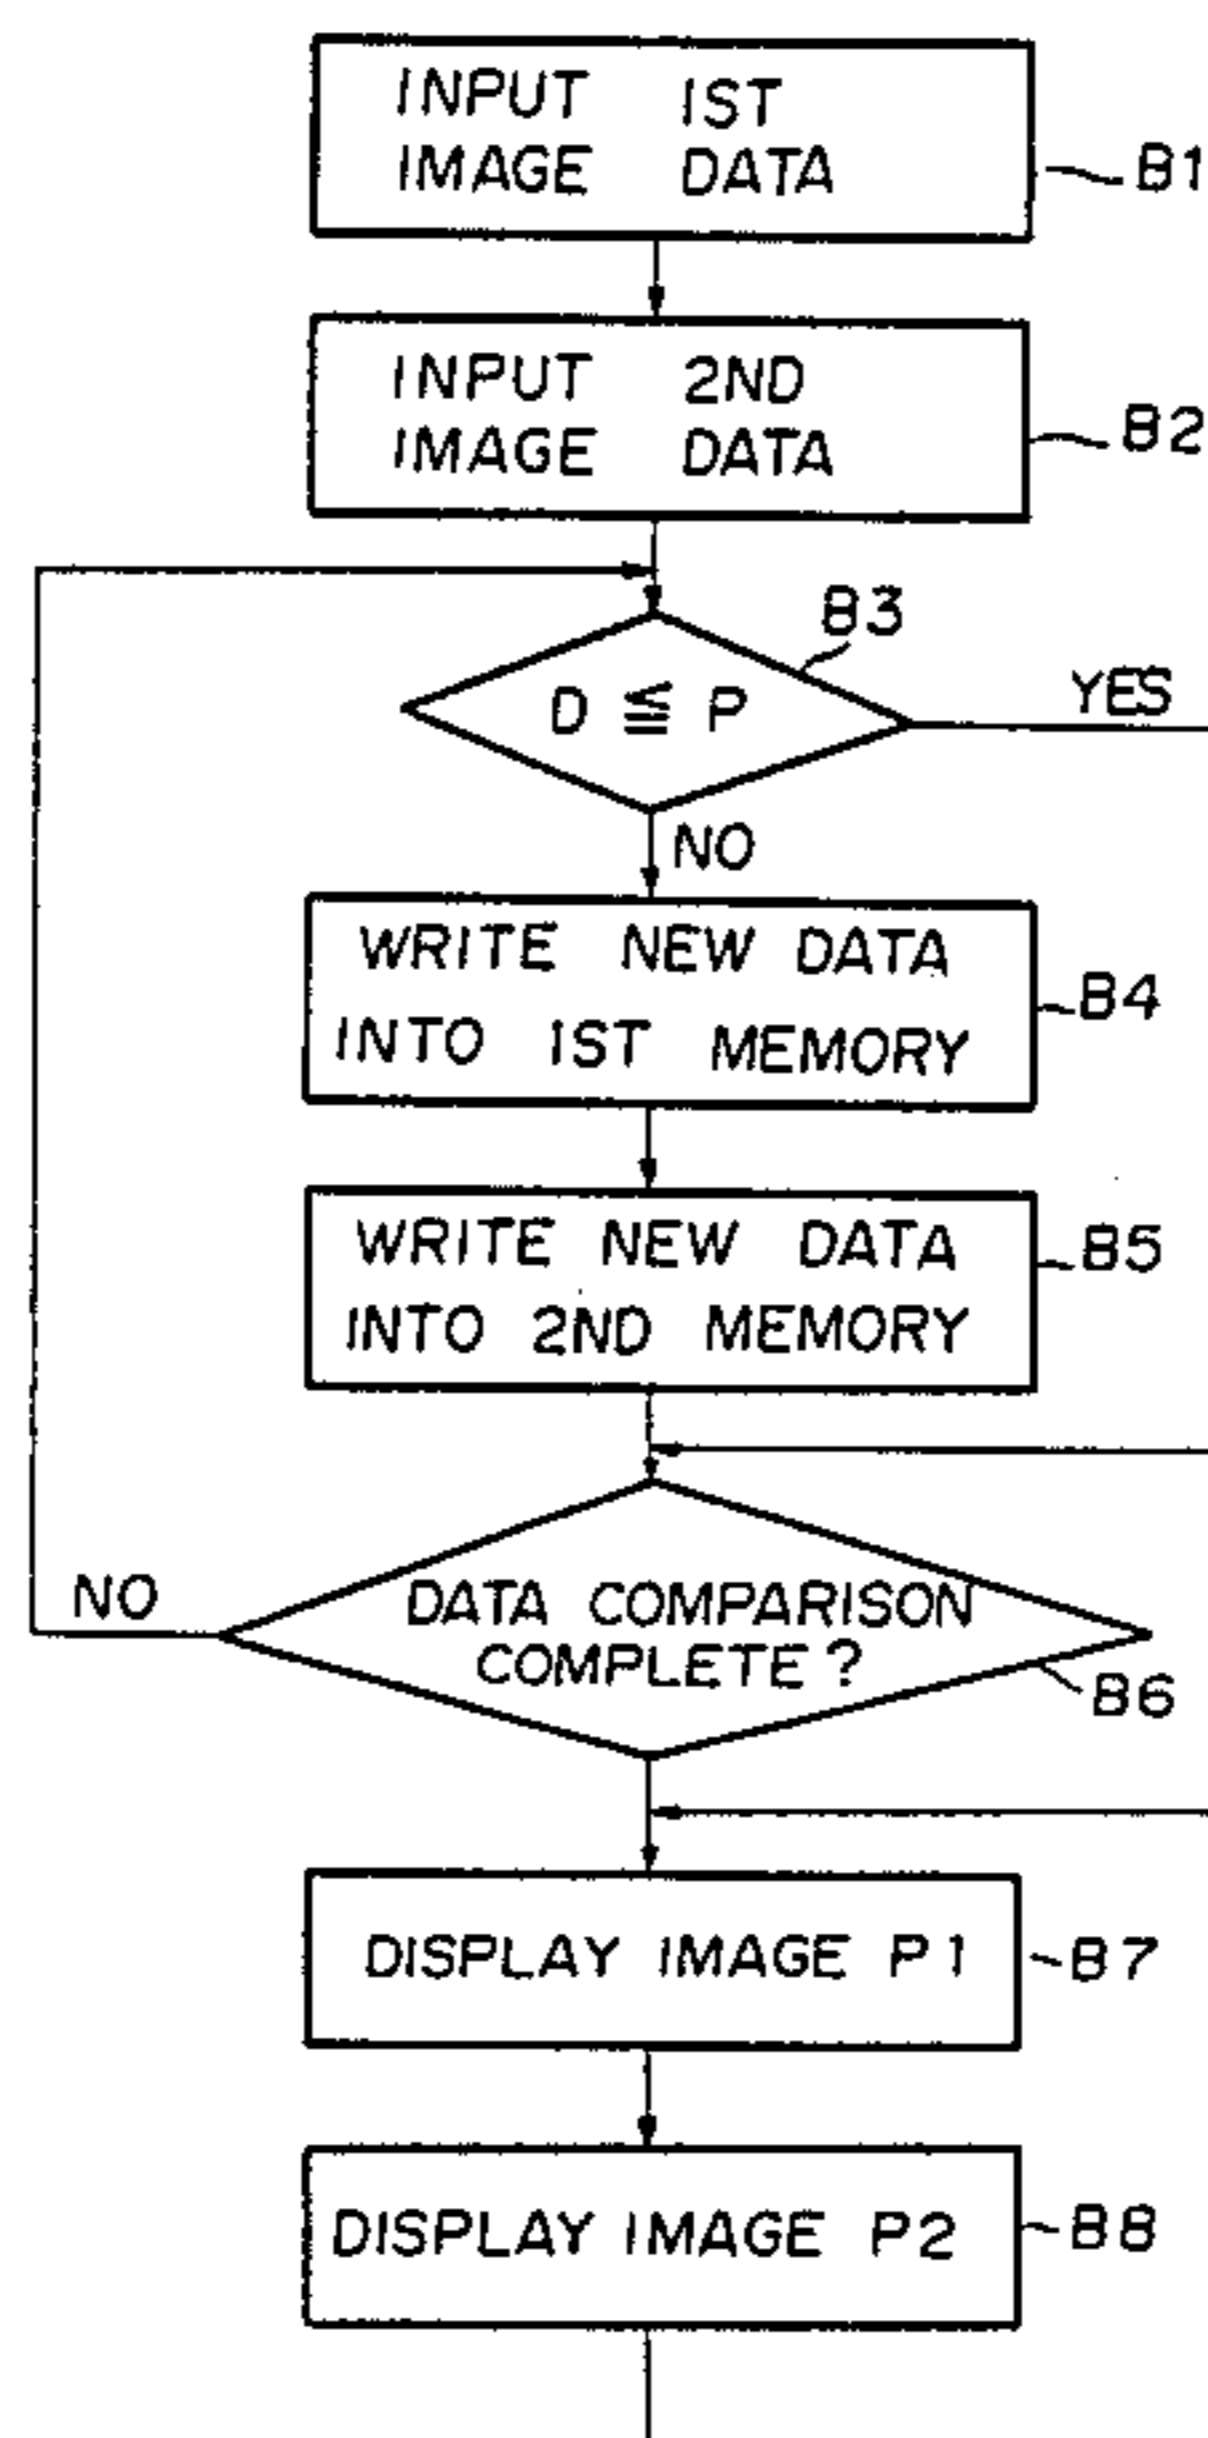 INPUT 1ST
IMAGE DATA
B1
INPUT 2ND
IMAGE DATA
B2
B3
D ≦ P
YES
NO
WRITE NEW DATA
INTO 1ST MEMORY
B4
WRITE NEW DATA
INTO 2ND MEMORY
B5
NO
DATA COMPARISON
COMPLETE ?
B6
DISPLAY IMAGE P1
B7
DISPLAY IMAGE P2
B8